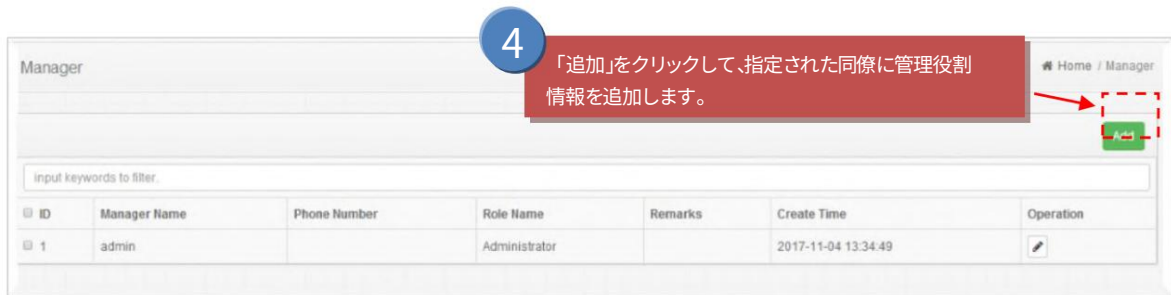 4
「追加」をクリックして、指定された同僚に管理役割
情報を追加します。
Manager
Home / Manager
Add
input keywords to filter.
ID Manager Name Phone Number Role Name Remarks Create Time Operation
1 admin Administrator 2017-11-04 13:34:49